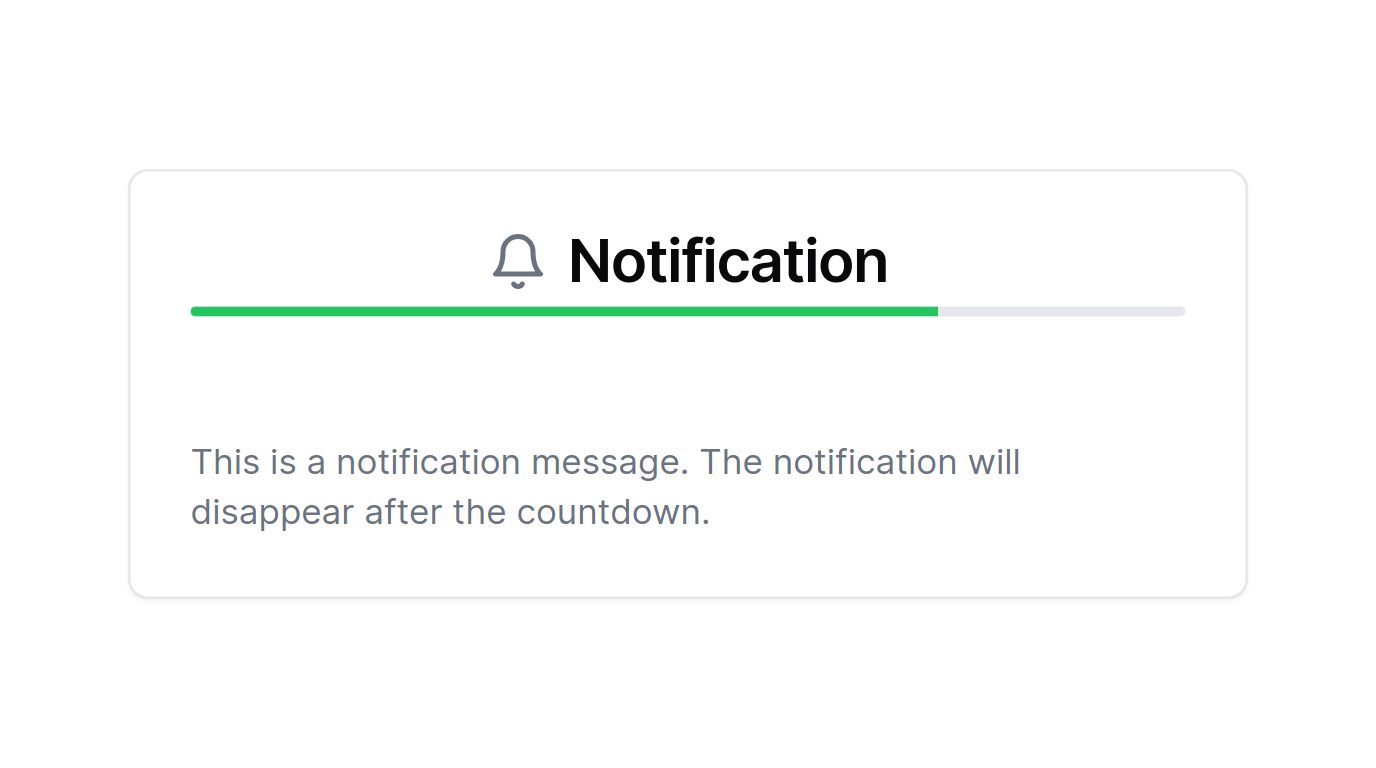 Notification
This is a notification message. The notification will
disappear after the countdown.